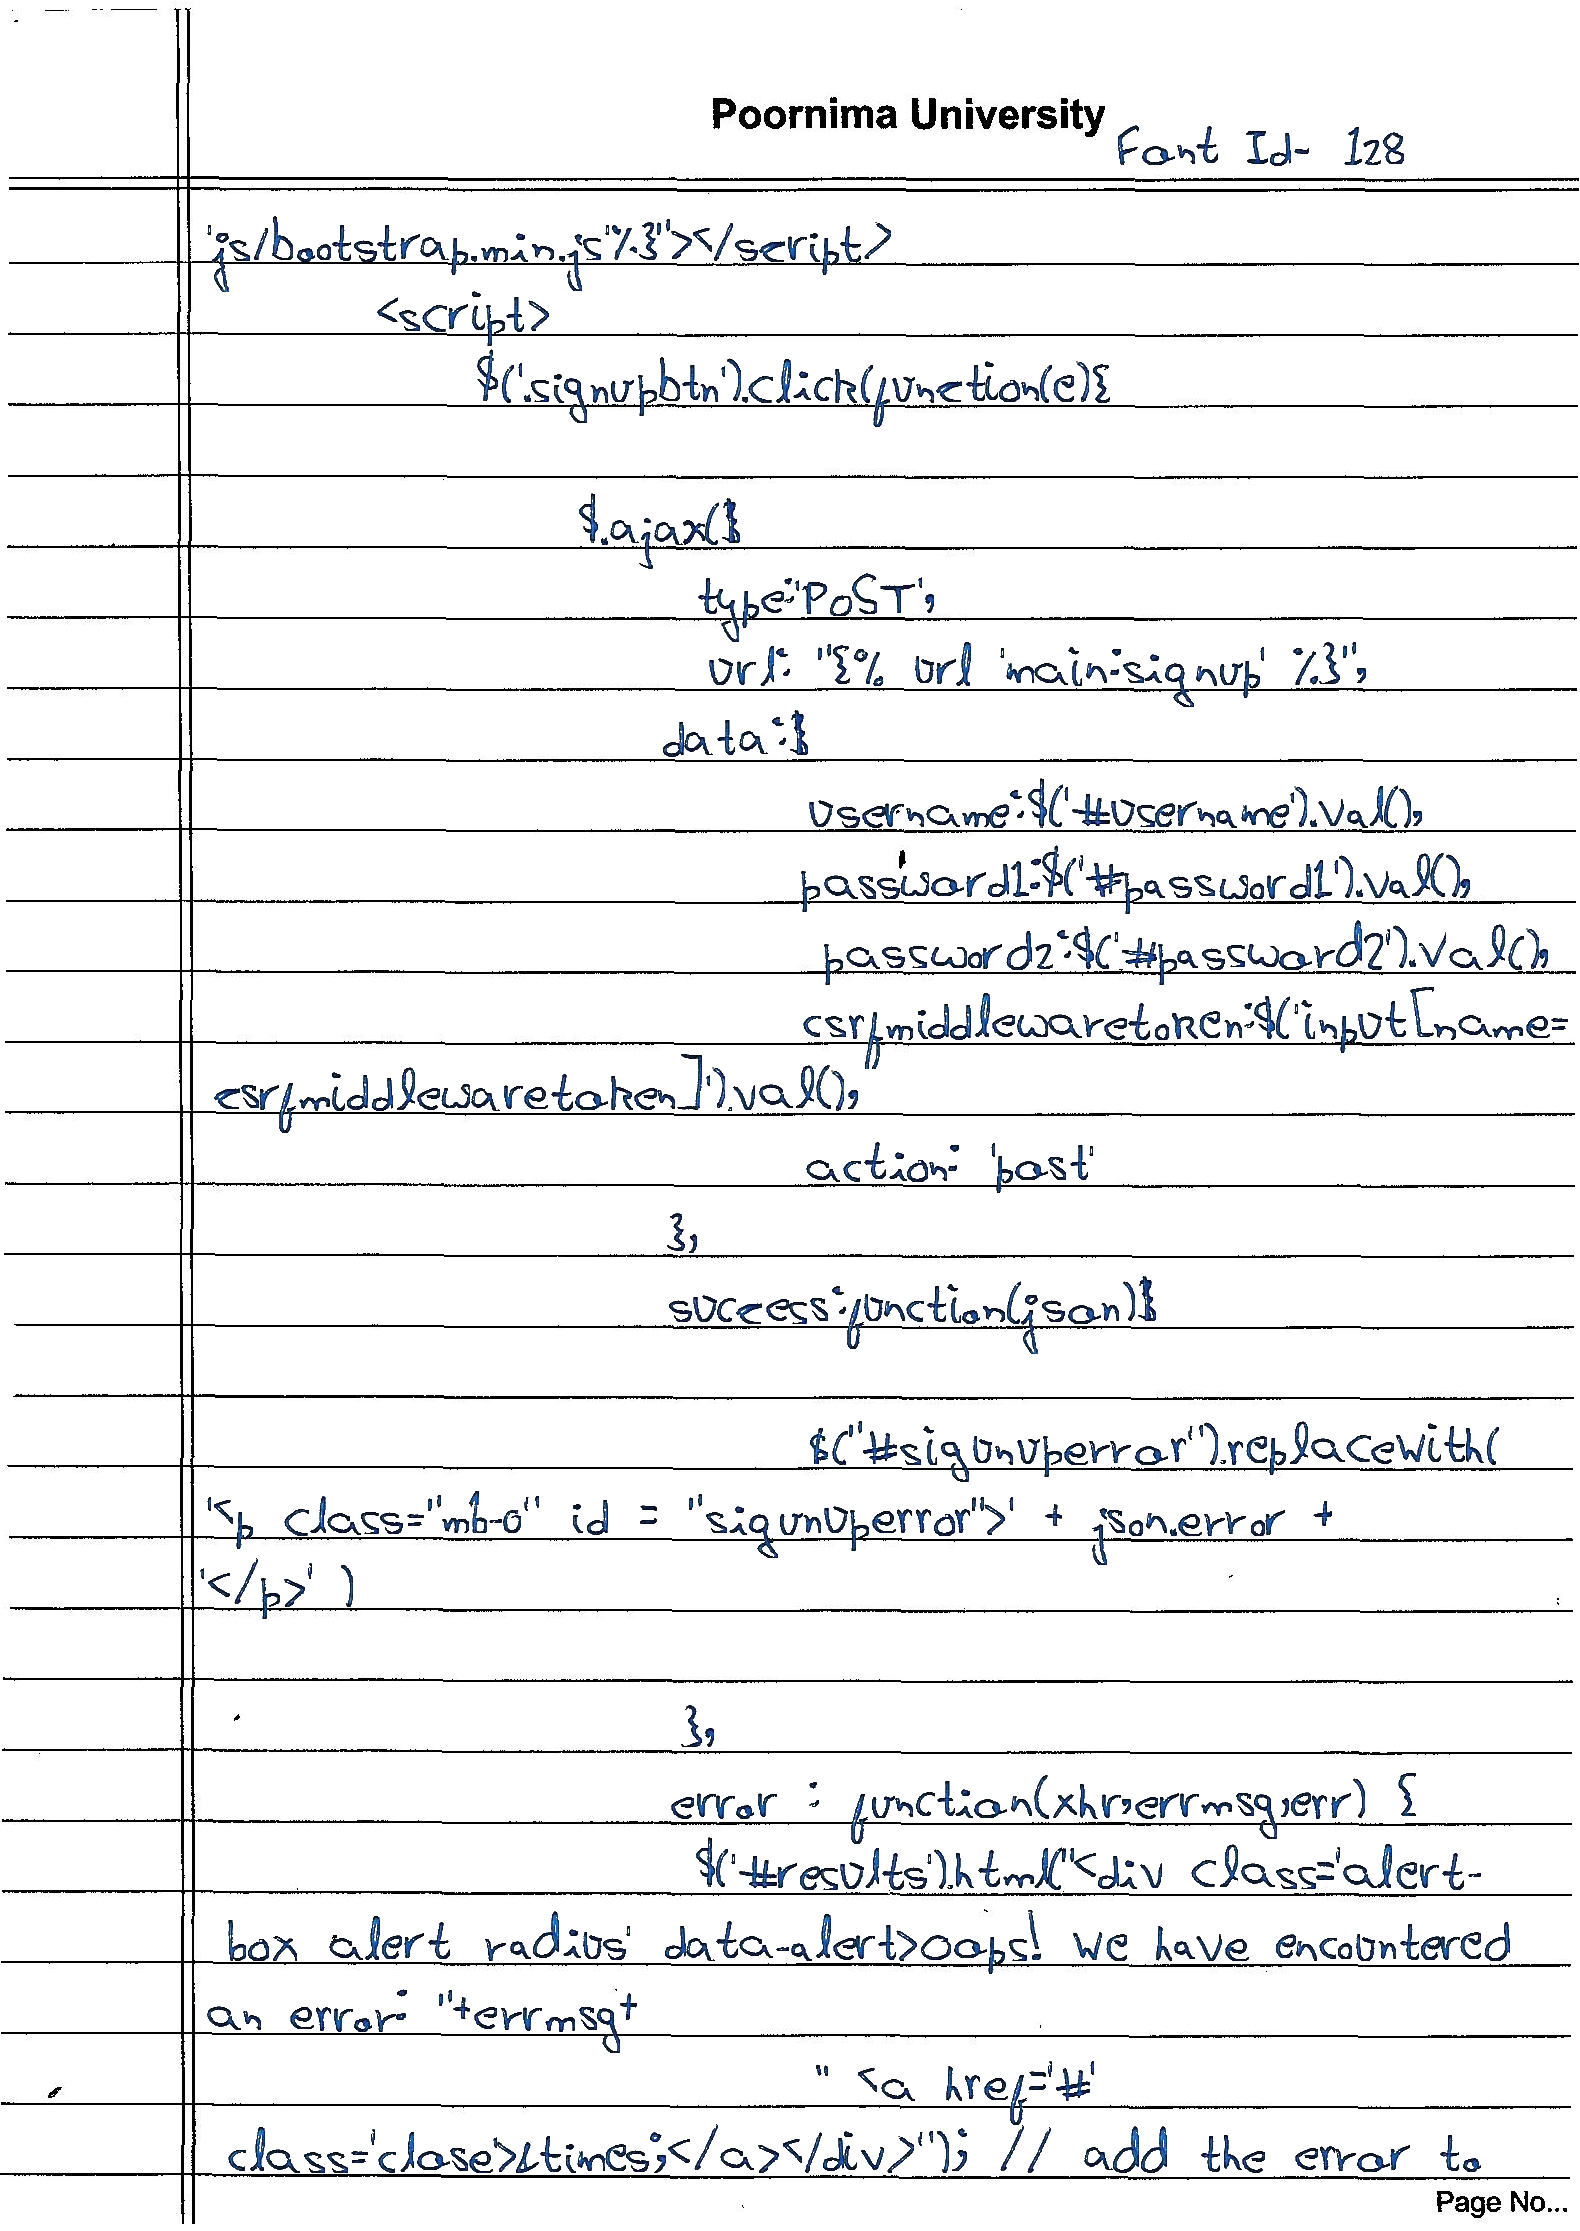 Poornima University
Font Id- 128
'js/bootstrap.min.js'%}"></script>
<script>
$('.signupbtn').click(function(e){
$.ajax({
type:'POST',
url: "{% url 'main:signup' %}",
data:{
username:$('#username').val(),
password1:$('#password1').val(),
password2:$('#password2').val(),
csrfmiddlewaretoken:$('input[name=
csrfmiddlewaretoken]').val(),
action: 'post'
},
success:function(json){
$("#sigunuperror").replacewith(
'<p class="mb-0" id = "sigunuperror">' + json.error +
'</p>' )
},
error : function(xhr,errmsg,err) {
$('#results').html("<div class='alert-
box alert radius' data-alert>oops! we have encountered
an error: "+errmsg+
" <a href='#'
class='close'>&times;</a></div>"); // add the error to
Page No...